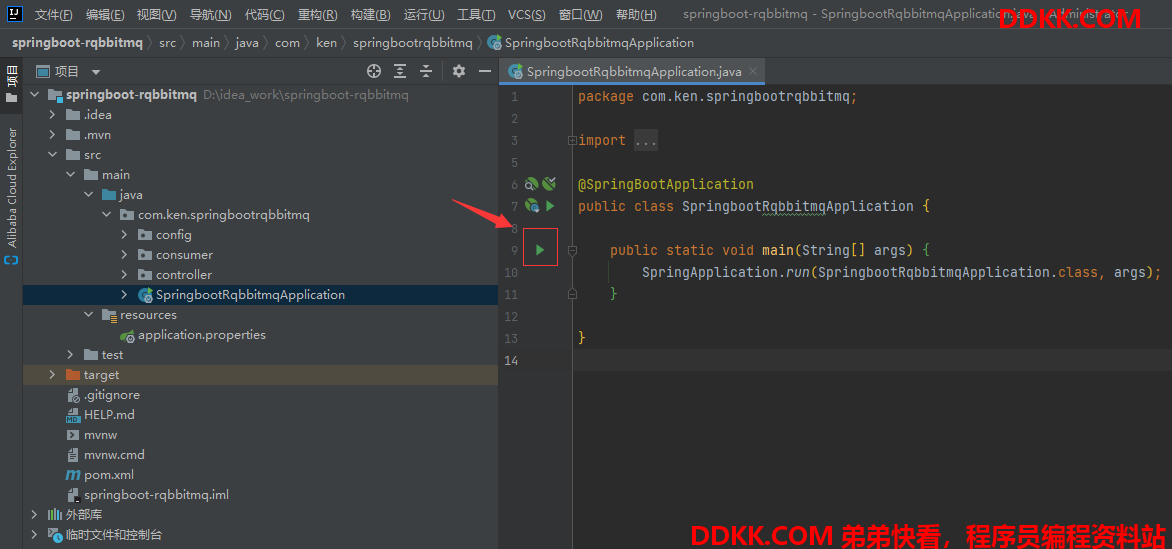 文件(F) 编辑(E) 视图(V) 导航(N) 代码(C) 重构(R) 构建(B) 运行(U) 工具(T) VCS(S) 窗口(W) 帮助(H) springboot-rqbbitmq - SpringbootRqbbitmqApplication.java - Administrator
DDKK.COM
springboot-rqbbitmq src main java com ken springbootrqbbitmq SpringbootRqbbitmqApplication
项目
Alibaba Cloud Explorer
项目
springboot-rqbbitmq D:\idea_work\springboot-rqbbitmq
.idea
.mvn
src
main
java
com.ken.springbootrqbbitmq
config
consumer
controller
SpringbootRqbbitmqApplication
resources
application.properties
test
target
.gitignore
HELP.md
mvnw
mvnw.cmd
pom.xml
springboot-rqbbitmq.iml
外部库
临时文件和控制台
SpringbootRqbbitmqApplication.java
1 package com.ken.springbootrqbbitmq;
2
3 import ...
5
6 @SpringBootApplication
7 public class SpringbootRqbbitmqApplication {
8
9 public static void main(String[] args) {
10 SpringApplication.run(SpringbootRqbbitmqApplication.class, args);
11 }
12
13 }
14
DDKK.COM 弟弟快看，程序员编程资料站